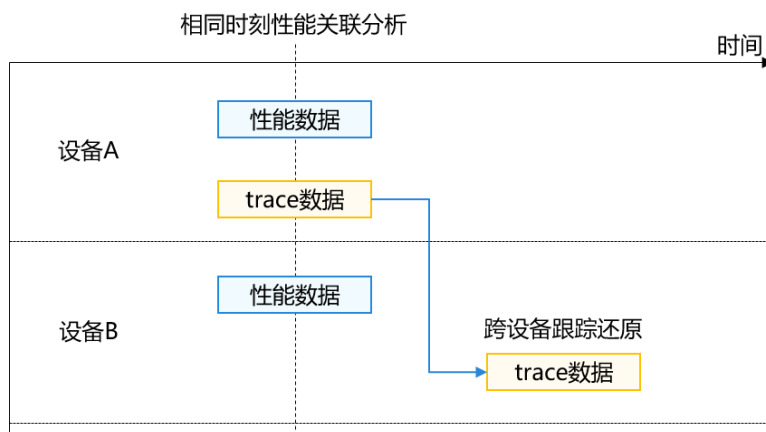 相同时刻性能关联分析
时间
性能数据
设备A
trace数据
性能数据
设备B
跨设备跟踪还原
trace数据